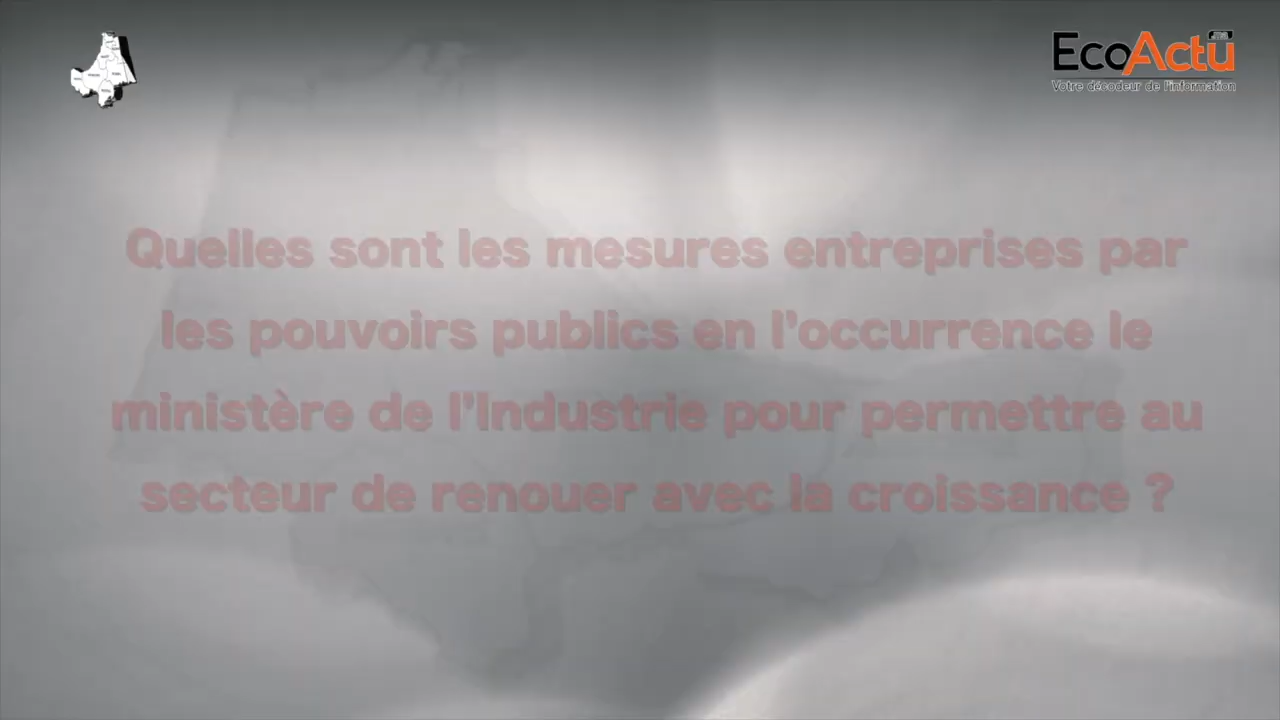 EcoActu
Votre décodeur de l'information
Quelles sont les mesures entreprises par
les pouvoirs publics en l'occurrence le
ministère de l'Industrie pour permettre au
secteur de renouer avec la croissance ?